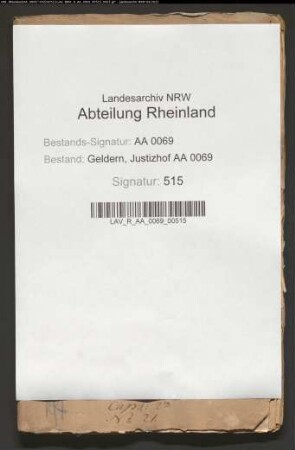 Landesarchiv NRW
Abteilung Rheinland
Bestands-Signatur: AA 0069
Bestand: Geldern, Justizhof AA 0069
Signatur: 515
LAV_R_AA_0069_00515